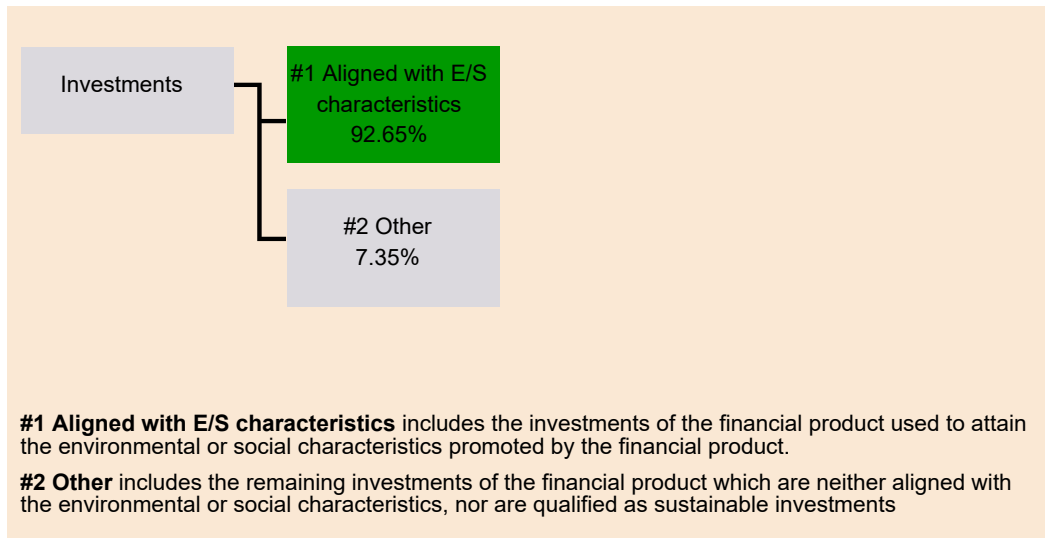 Investments
#1 Aligned with E/S
characteristics
92.65%
#2 Other
7.35%
#1 Aligned with E/S characteristics includes the investments of the financial product used to attain
the environmental or social characteristics promoted by the financial product.
#2 Other includes the remaining investments of the financial product which are neither aligned with
the environmental or social characteristics, nor are qualified as sustainable investments